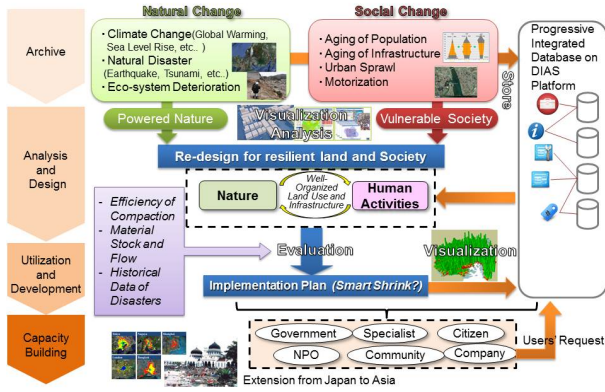 Natural Change
Social Change
Archive
• Climate Change(Global Warming,
Sea Level Rise, etc.. )
• Natural Disaster
(Earthquake, Tsunami, etc..)
• Eco-system Deterioration
• Aging of Population
• Aging of Infrastructure
• Urban Sprawl
• Motorization
Store
Progressive
Integrated
Database on
DIAS
Platform
Powered Nature
Visualization
Analysis
Vulnerable Society
Analysis
and
Design
Re-design for resilient land and Society
Nature
Well-
Organized
Land Use and
Infrastructure
Human
Activities
- Efficiency of
Compaction
- Material
Stock and
Flow
- Historical
Data of
Disasters
Evaluation
Visualization
Utilization
and
Development
Implementation Plan (Smart Shrink?)
Capacity
Building
Government
Specialist
Citizen
NPO
Community
Company
Users' Request
Extension from Japan to Asia